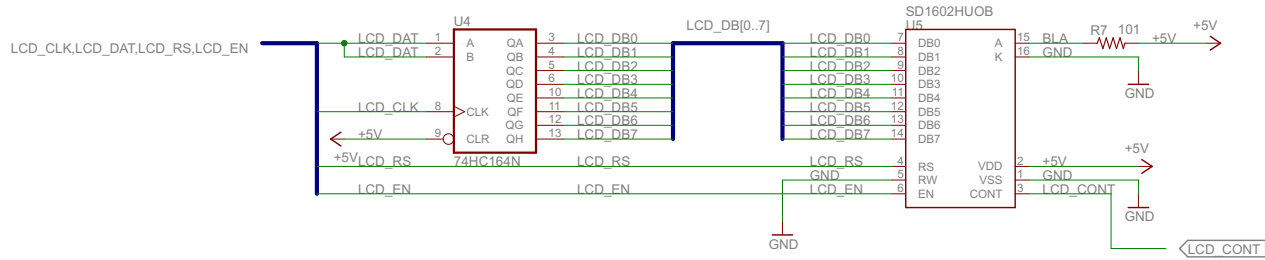 SD1602HUOB
U4
U5
LCD_DB[0..7]
R7 101
+5V
LCD_CLK,LCD_DAT,LCD_RS,LCD_EN
LCD_DAT 1 A QA 3 LCD_DB0 LCD_DB0 7 DB0 A 15 BLA +5V
LCD_DAT 2 B QB 4 LCD_DB1 LCD_DB1 8 DB1 K 16 GND
QC 5 LCD_DB2 LCD_DB2 9 DB2
QD 6 LCD_DB3 LCD_DB3 10 DB3
GND
QE 10 LCD_DB4 LCD_DB4 11 DB4
LCD_CLK 8 CLK QF 11 LCD_DB5 LCD_DB5 12 DB5
QG 12 LCD_DB6 LCD_DB6 13 DB6
+5V 9 CLR QH 13 LCD_DB7 LCD_DB7 14 DB7
+5V
+5V
74HC164N
LCD_RS LCD_RS LCD_RS 4 RS VDD 2 +5V
GND 5 RW VSS 1 GND
LCD_EN LCD_EN LCD_EN 6 EN CONT 3 LCD_CONT
GND
GND
LCD_CONT